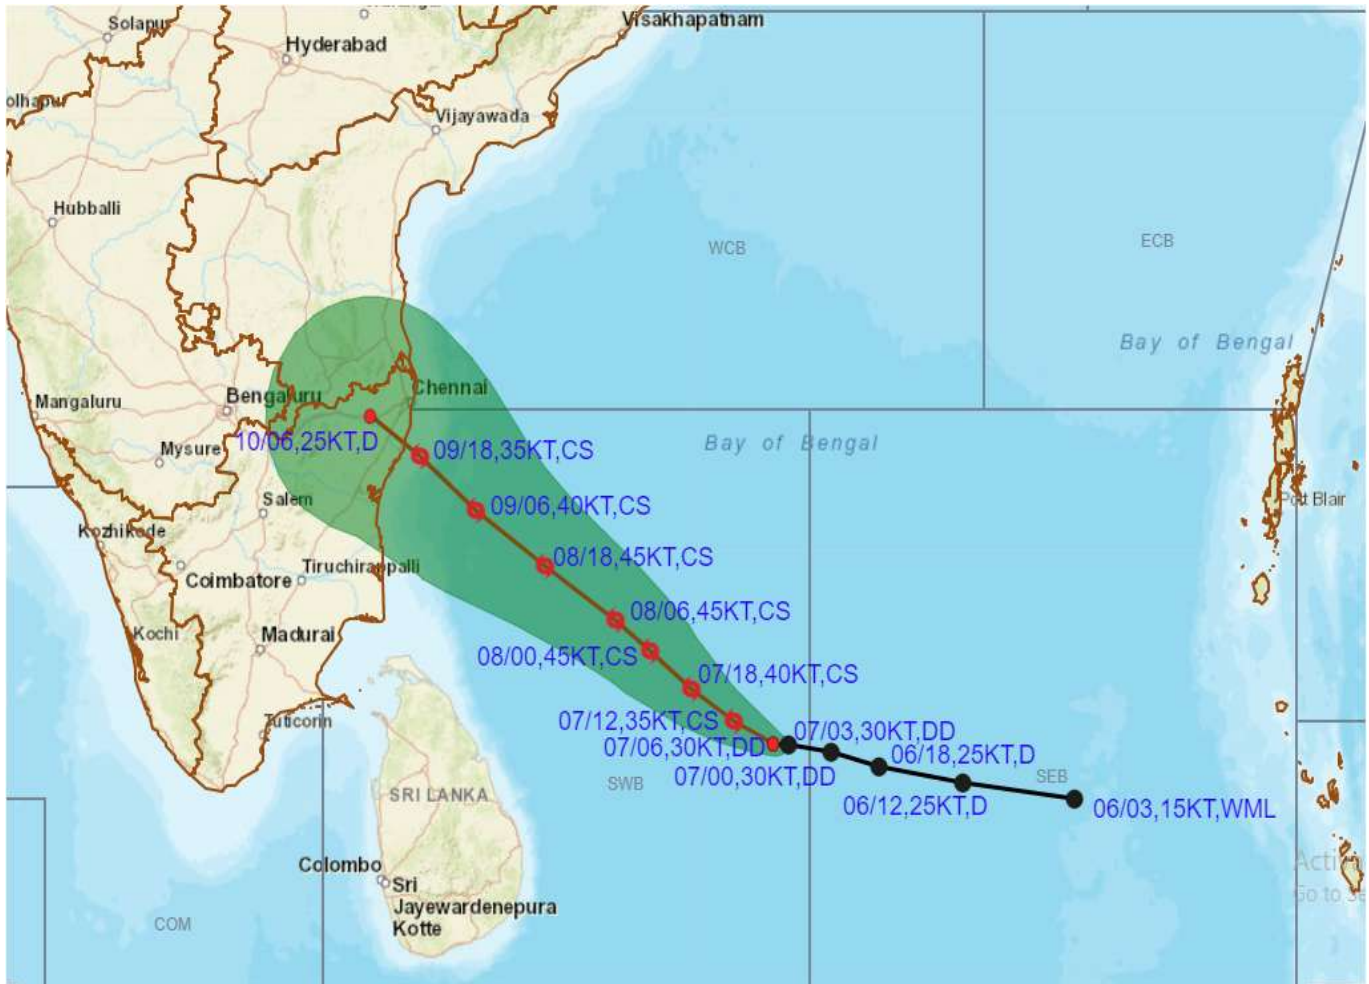 Solapur
Visakhapatnam
Hyderabad
Vijayawada
Hubballi
WCB
ECB
Bay of Bengal
Chennai
Bengaluru
Mangaluru
10/06,25KT,D
Bay of Bengal
Mysure
09/18,35KT,CS
Salem
09/06,40KT,CS
Port Blair
Kozhikode
08/18,45KT,CS
Coimbatore
Tiruchirappalli
08/06,45KT,CS
Kochi
Madurai
08/00,45KT,CS
07/18,40KT,CS
Tuticorin
07/12,35KT,CS
07/03,30KT,DD
07/06,30KT,DD
06/18,25KT,D
07/00,30KT,DD
SWB
SEB
SRI LANKA
06/12,25KT,D
06/03,15KT,WML
Colombo
Sri
Jayewardenepura
Kotte
Go to
COM